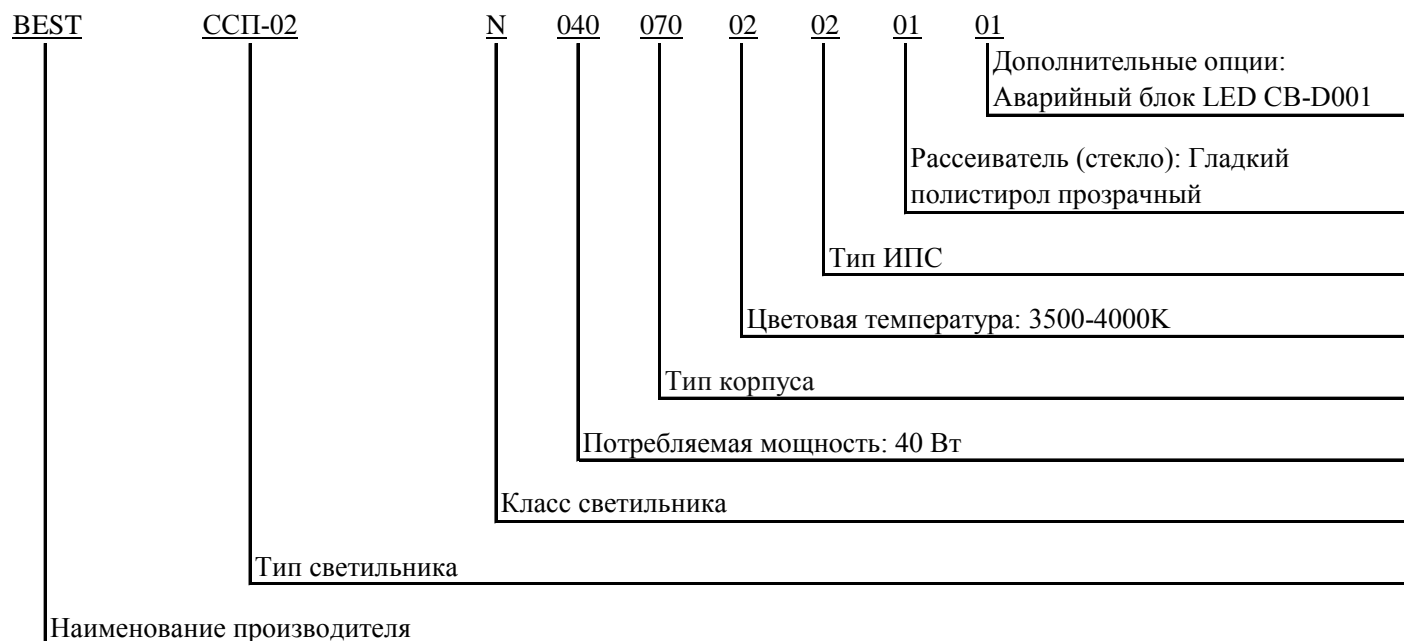 BEST ССП-02 N 040 070 02 02 01 01
Дополнительные опции:
Аварийный блок LED CB-D001
Рассеиватель (стекло): Гладкий
полистирол прозрачный
Тип ИПС
Цветовая температура: 3500-4000К
Тип корпуса
Потребляемая мощность: 40 Вт
Класс светильника
Тип светильника
Наименование производителя